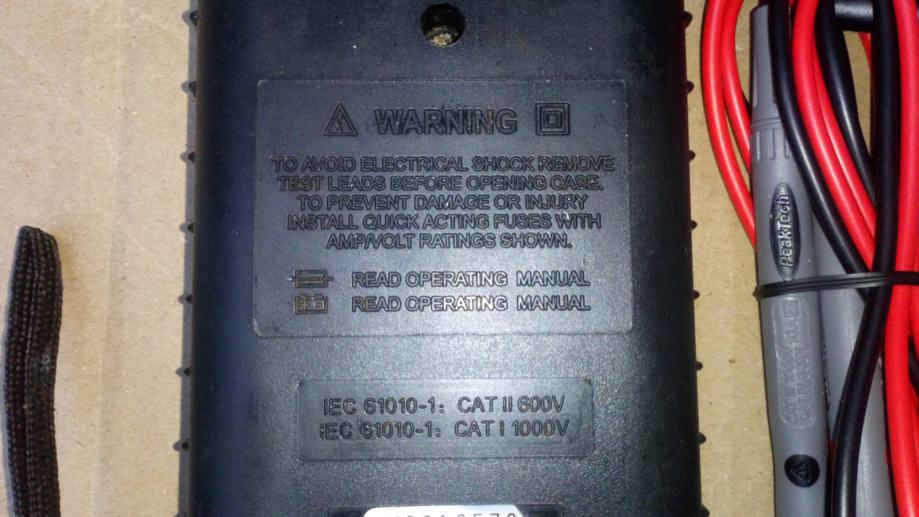 WARNING
TO AVOID ELECTRICAL SHOCK REMOVE
TEST LEADS BEFORE OPENING CASE.
TO PREVENT DAMAGE OR INJURY
INSTALL QUICK ACTING FUSES WITH
AMP/VOLT RATINGS SHOWN.
READ OPERATING MANUAL
READ OPERATING MANUAL
IEC 61010-1: CAT II 600V
IEC 61010-1: CAT I 1000V
PeakTech